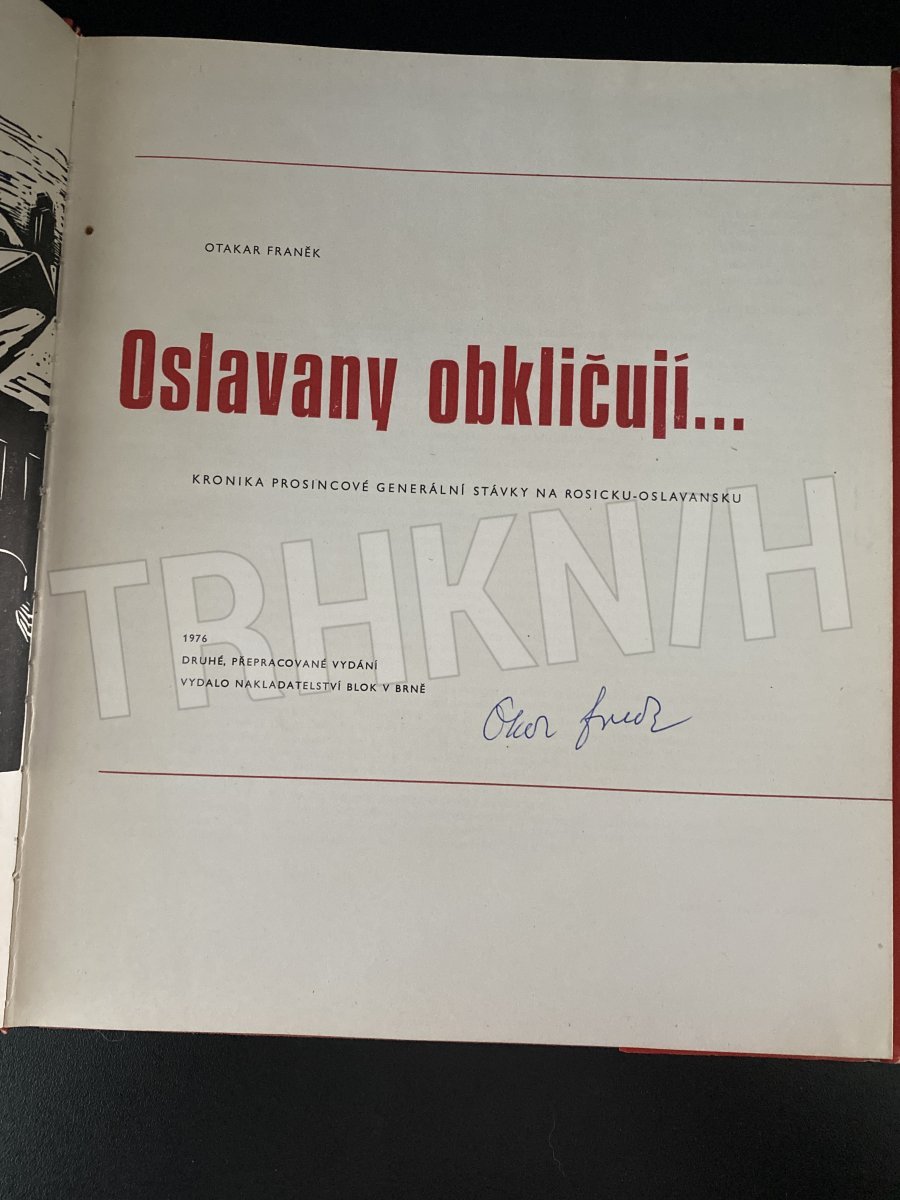 OTAKAR FRANĚK
Oslavany obkličují...
KRONIKA PROSINCOVÉ GENERÁLNÍ STÁVKY NA ROSICKU-OSLAVANSKU
TRHKNIH
1976
DRUHÉ, PŘEPRACOVANÉ VYDÁNÍ
VYDALO NAKLADATELSTVÍ BLOK V BRNĚ